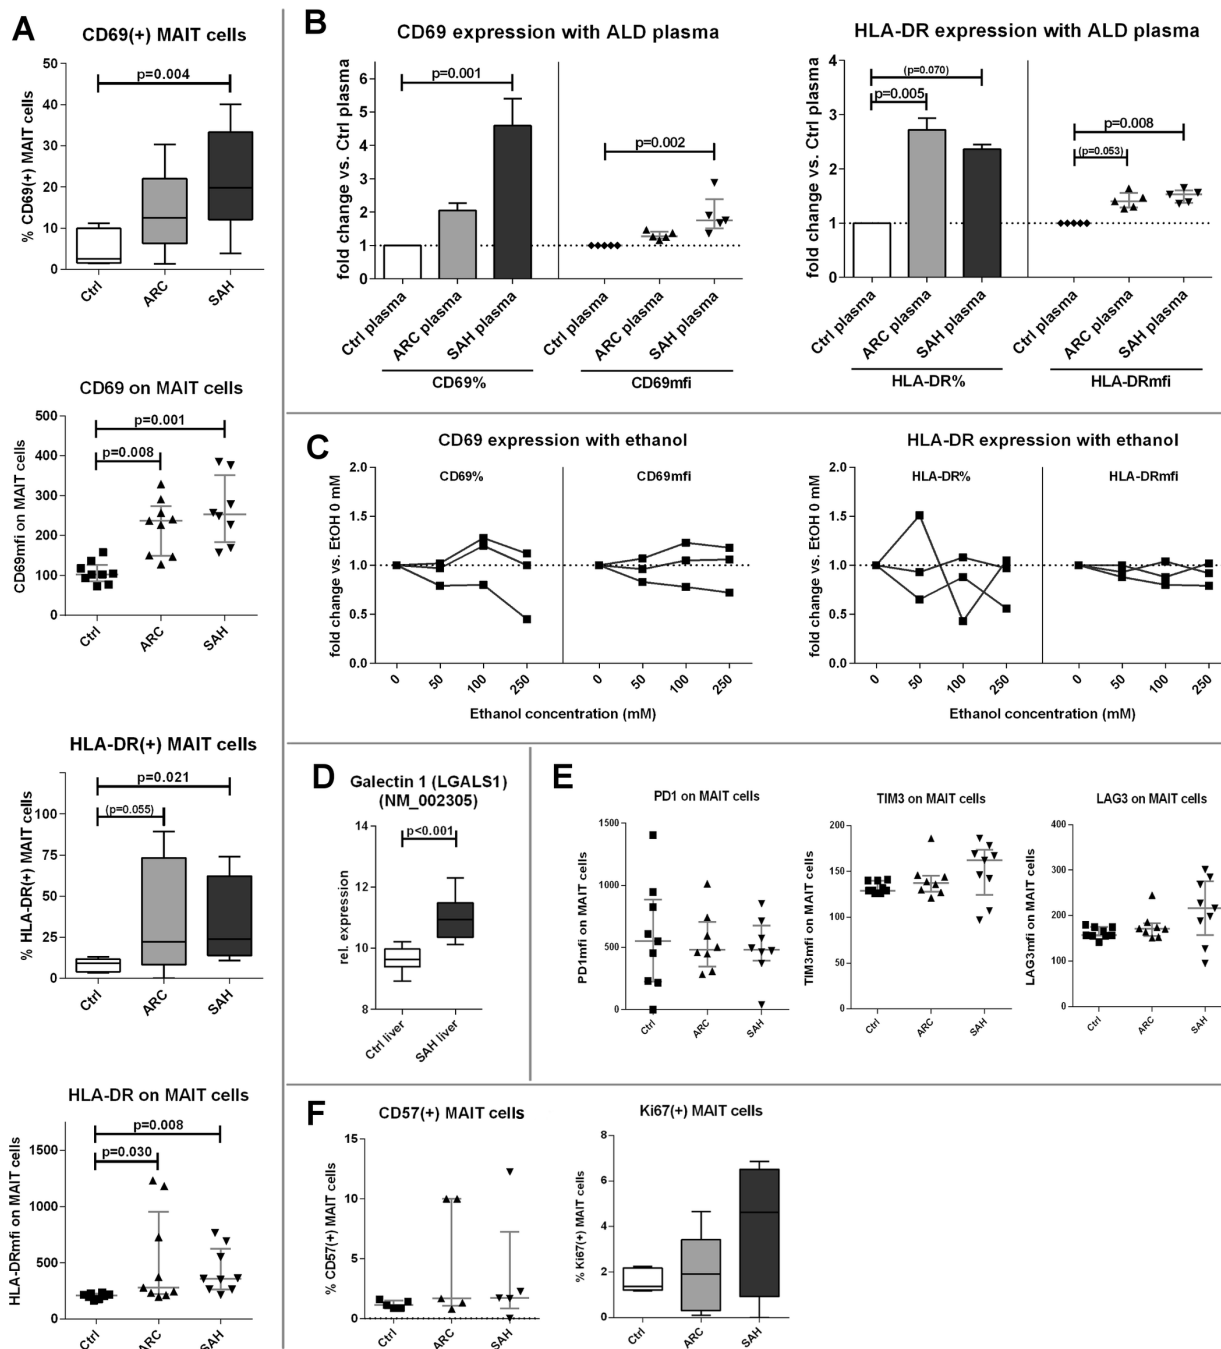 A
CD69(+) MAIT cells
% CD69(+) MAIT cells
50
40
30
20
10
0
p=0.004
Ctrl
ARC
SAH
CD69 on MAIT cells
CD69mfi on MAIT cells
500
400
300
200
100
0
p=0.001
p=0.008
Ctrl
ARC
SAH
HLA-DR(+) MAIT cells
% HLA-DR(+) MAIT cells
100
75
50
25
0
p=0.021
(p=0.055)
Ctrl
ARC
SAH
HLA-DR on MAIT cells
HLA-DRmfi on MAIT cells
1500
1000
500
0
p=0.008
p=0.030
Ctrl
ARC
SAH
B
CD69 expression with ALD plasma
fold change vs. Ctrl plasma
6
5
4
3
2
1
0
p=0.001
p=0.002
Ctrl plasma
ARC plasma
SAH plasma
Ctrl plasma
ARC plasma
SAH plasma
CD69%
CD69mfi
HLA-DR expression with ALD plasma
fold change vs. Ctrl plasma
4
3
2
1
0
(p=0.070)
p=0.005
p=0.008
(p=0.053)
Ctrl plasma
ARC plasma
SAH plasma
Ctrl plasma
ARC plasma
SAH plasma
HLA-DR%
HLA-DRmfi
C
CD69 expression with ethanol
fold change vs. EtOH 0 mM
2.0
1.5
1.0
0.5
0.0
CD69%
CD69mfi
0
50
100
250
0
50
100
250
Ethanol concentration (mM)
HLA-DR expression with ethanol
fold change vs. EtOH 0 mM
2.0
1.5
1.0
0.5
0.0
HLA-DR%
HLA-DRmfi
0
50
100
250
0
50
100
250
Ethanol concentration (mM)
D
Galectin 1 (LGALS1)
(NM_002305)
rel. expression
14
12
10
8
p<0.001
Ctrl liver
SAH liver
E
PD1 on MAIT cells
PD1mfi on MAIT cells
1500
1000
500
0
Ctrl
ARC
SAH
TIM3 on MAIT cells
TIM3mfi on MAIT cells
200
150
100
50
0
Ctrl
ARC
SAH
LAG3 on MAIT cells
LAG3mfi on MAIT cells
400
300
200
100
0
Ctrl
ARC
SAH
F
CD57(+) MAIT cells
% CD57(+) MAIT cells
15
10
5
0
Ctrl
ARC
SAH
Ki67(+) MAIT cells
% Ki67(+) MAIT cells
8
6
4
2
0
Ctrl
ARC
SAH